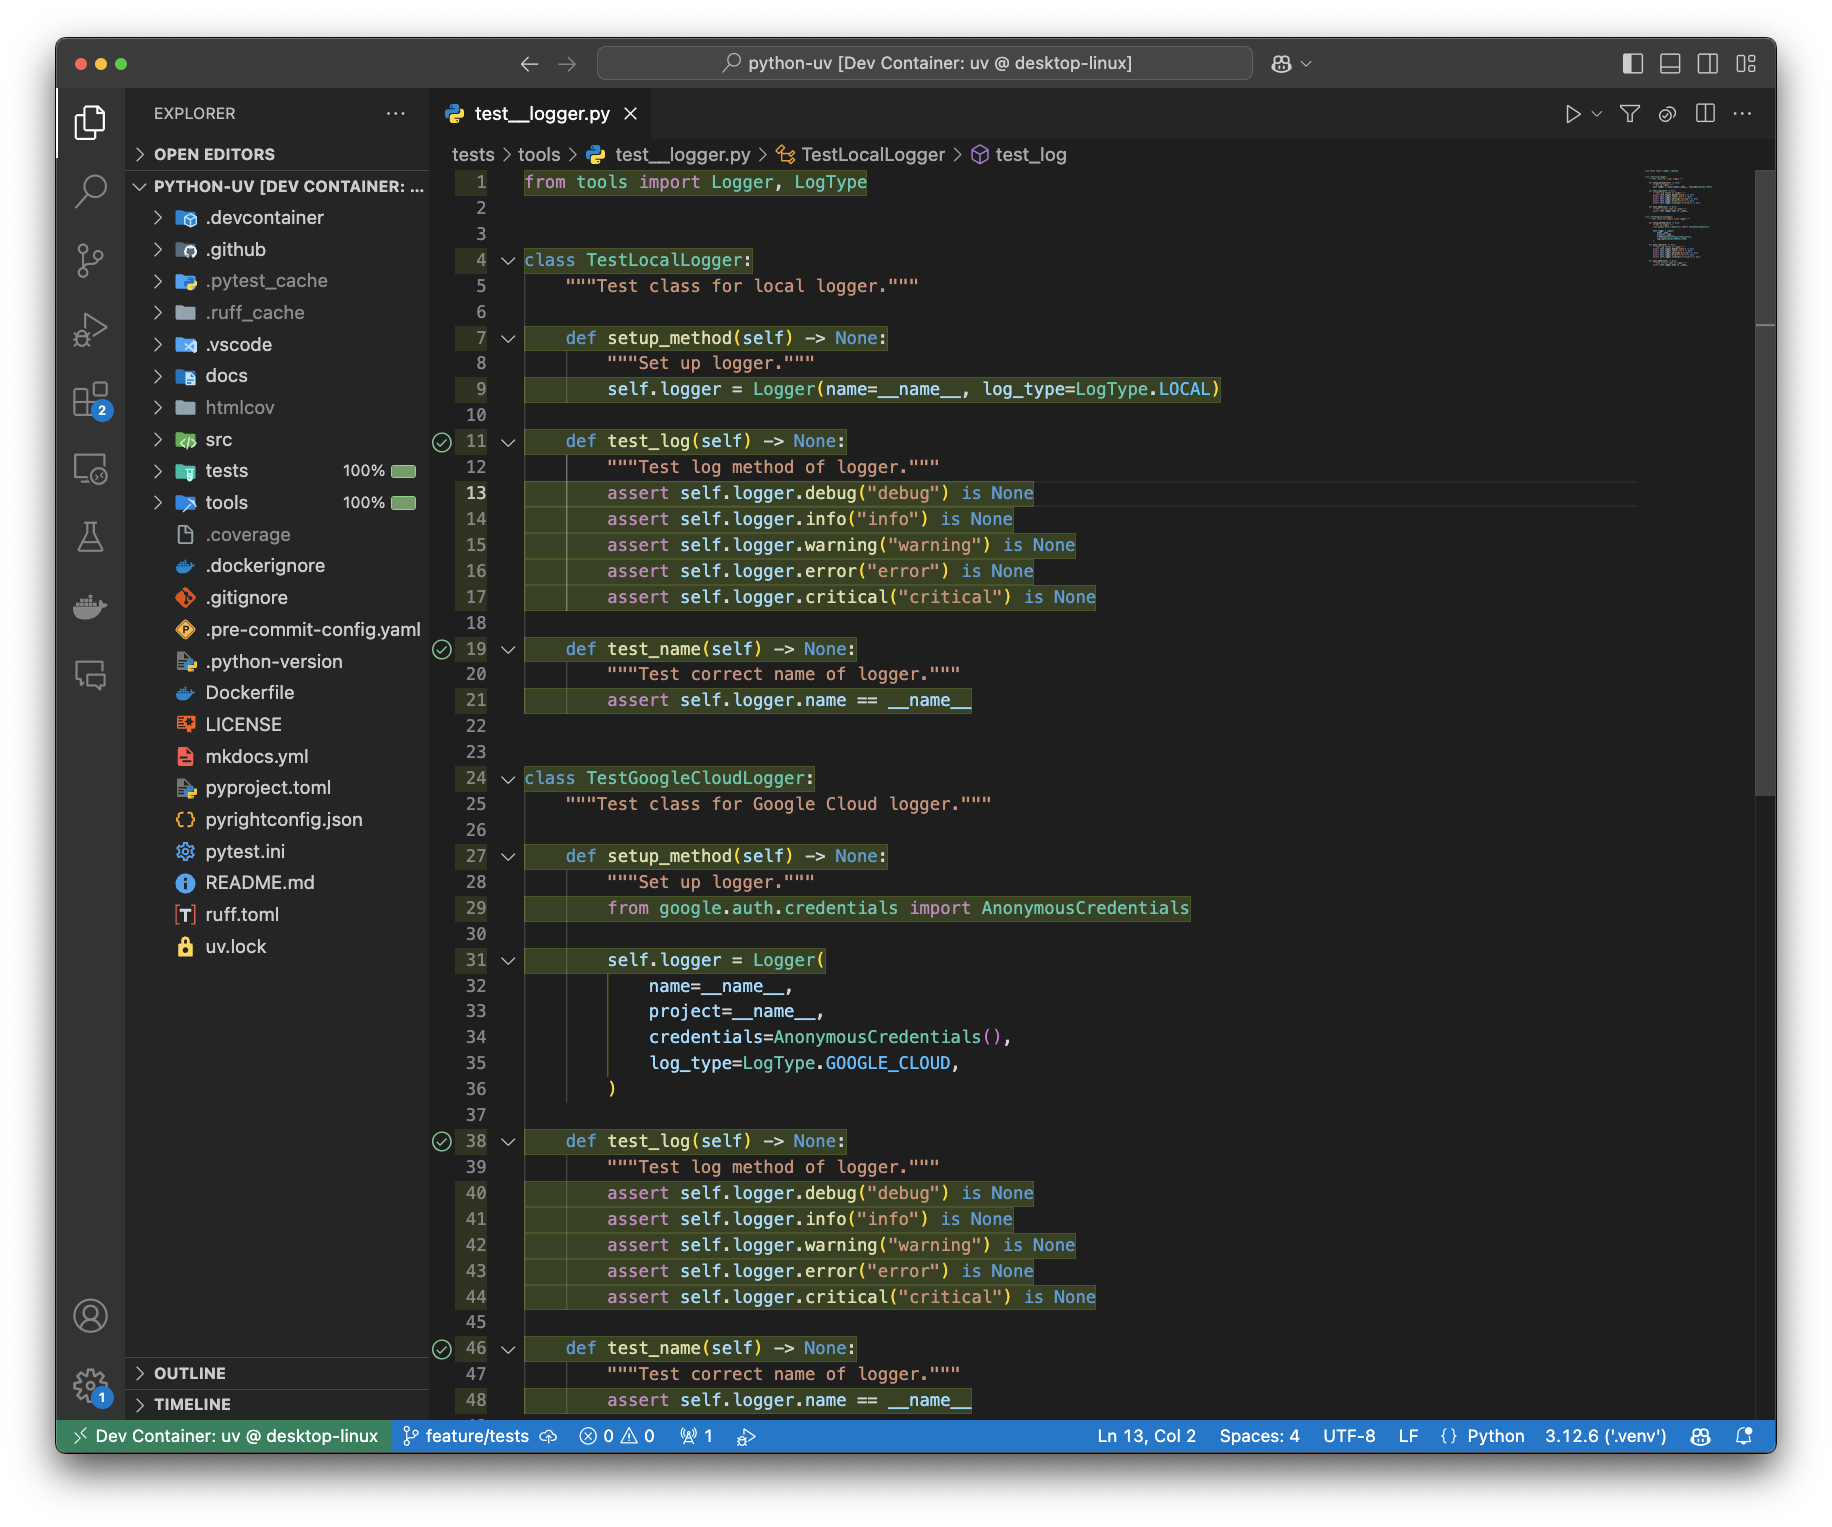 python-uv [Dev Container: uv @ desktop-linux]
EXPLORER
OPEN EDITORS
PYTHON-UV [DEV CONTAINER: ...
.devcontainer
.github
.pytest_cache
.ruff_cache
.vscode
docs
htmlcov
src
tests 100%
tools 100%
.coverage
.dockerignore
.gitignore
.pre-commit-config.yaml
.python-version
Dockerfile
LICENSE
mkdocs.yml
pyproject.toml
pyrightconfig.json
pytest.ini
README.md
ruff.toml
uv.lock
OUTLINE
TIMELINE
2
1
test__logger.py
tests > tools > test__logger.py > TestLocalLogger > test_log
1 from tools import Logger, LogType
2
3
4 class TestLocalLogger:
5 """Test class for local logger."""
6
7 def setup_method(self) -> None:
8 """Set up logger."""
9 self.logger = Logger(name=__name__, log_type=LogType.LOCAL)
10
11 def test_log(self) -> None:
12 """Test log method of logger."""
13 assert self.logger.debug("debug") is None
14 assert self.logger.info("info") is None
15 assert self.logger.warning("warning") is None
16 assert self.logger.error("error") is None
17 assert self.logger.critical("critical") is None
18
19 def test_name(self) -> None:
20 """Test correct name of logger."""
21 assert self.logger.name == __name__
22
23
24 class TestGoogleCloudLogger:
25 """Test class for Google Cloud logger."""
26
27 def setup_method(self) -> None:
28 """Set up logger."""
29 from google.auth.credentials import AnonymousCredentials
30
31 self.logger = Logger(
32 name=__name__,
33 project=__name__,
34 credentials=AnonymousCredentials(),
35 log_type=LogType.GOOGLE_CLOUD,
36 )
37
38 def test_log(self) -> None:
39 """Test log method of logger."""
40 assert self.logger.debug("debug") is None
41 assert self.logger.info("info") is None
42 assert self.logger.warning("warning") is None
43 assert self.logger.error("error") is None
44 assert self.logger.critical("critical") is None
45
46 def test_name(self) -> None:
47 """Test correct name of logger."""
48 assert self.logger.name == __name__
Dev Container: uv @ desktop-linux feature/tests 0 0 1 Ln 13, Col 2 Spaces: 4 UTF-8 LF {} Python 3.12.6 ('.venv')